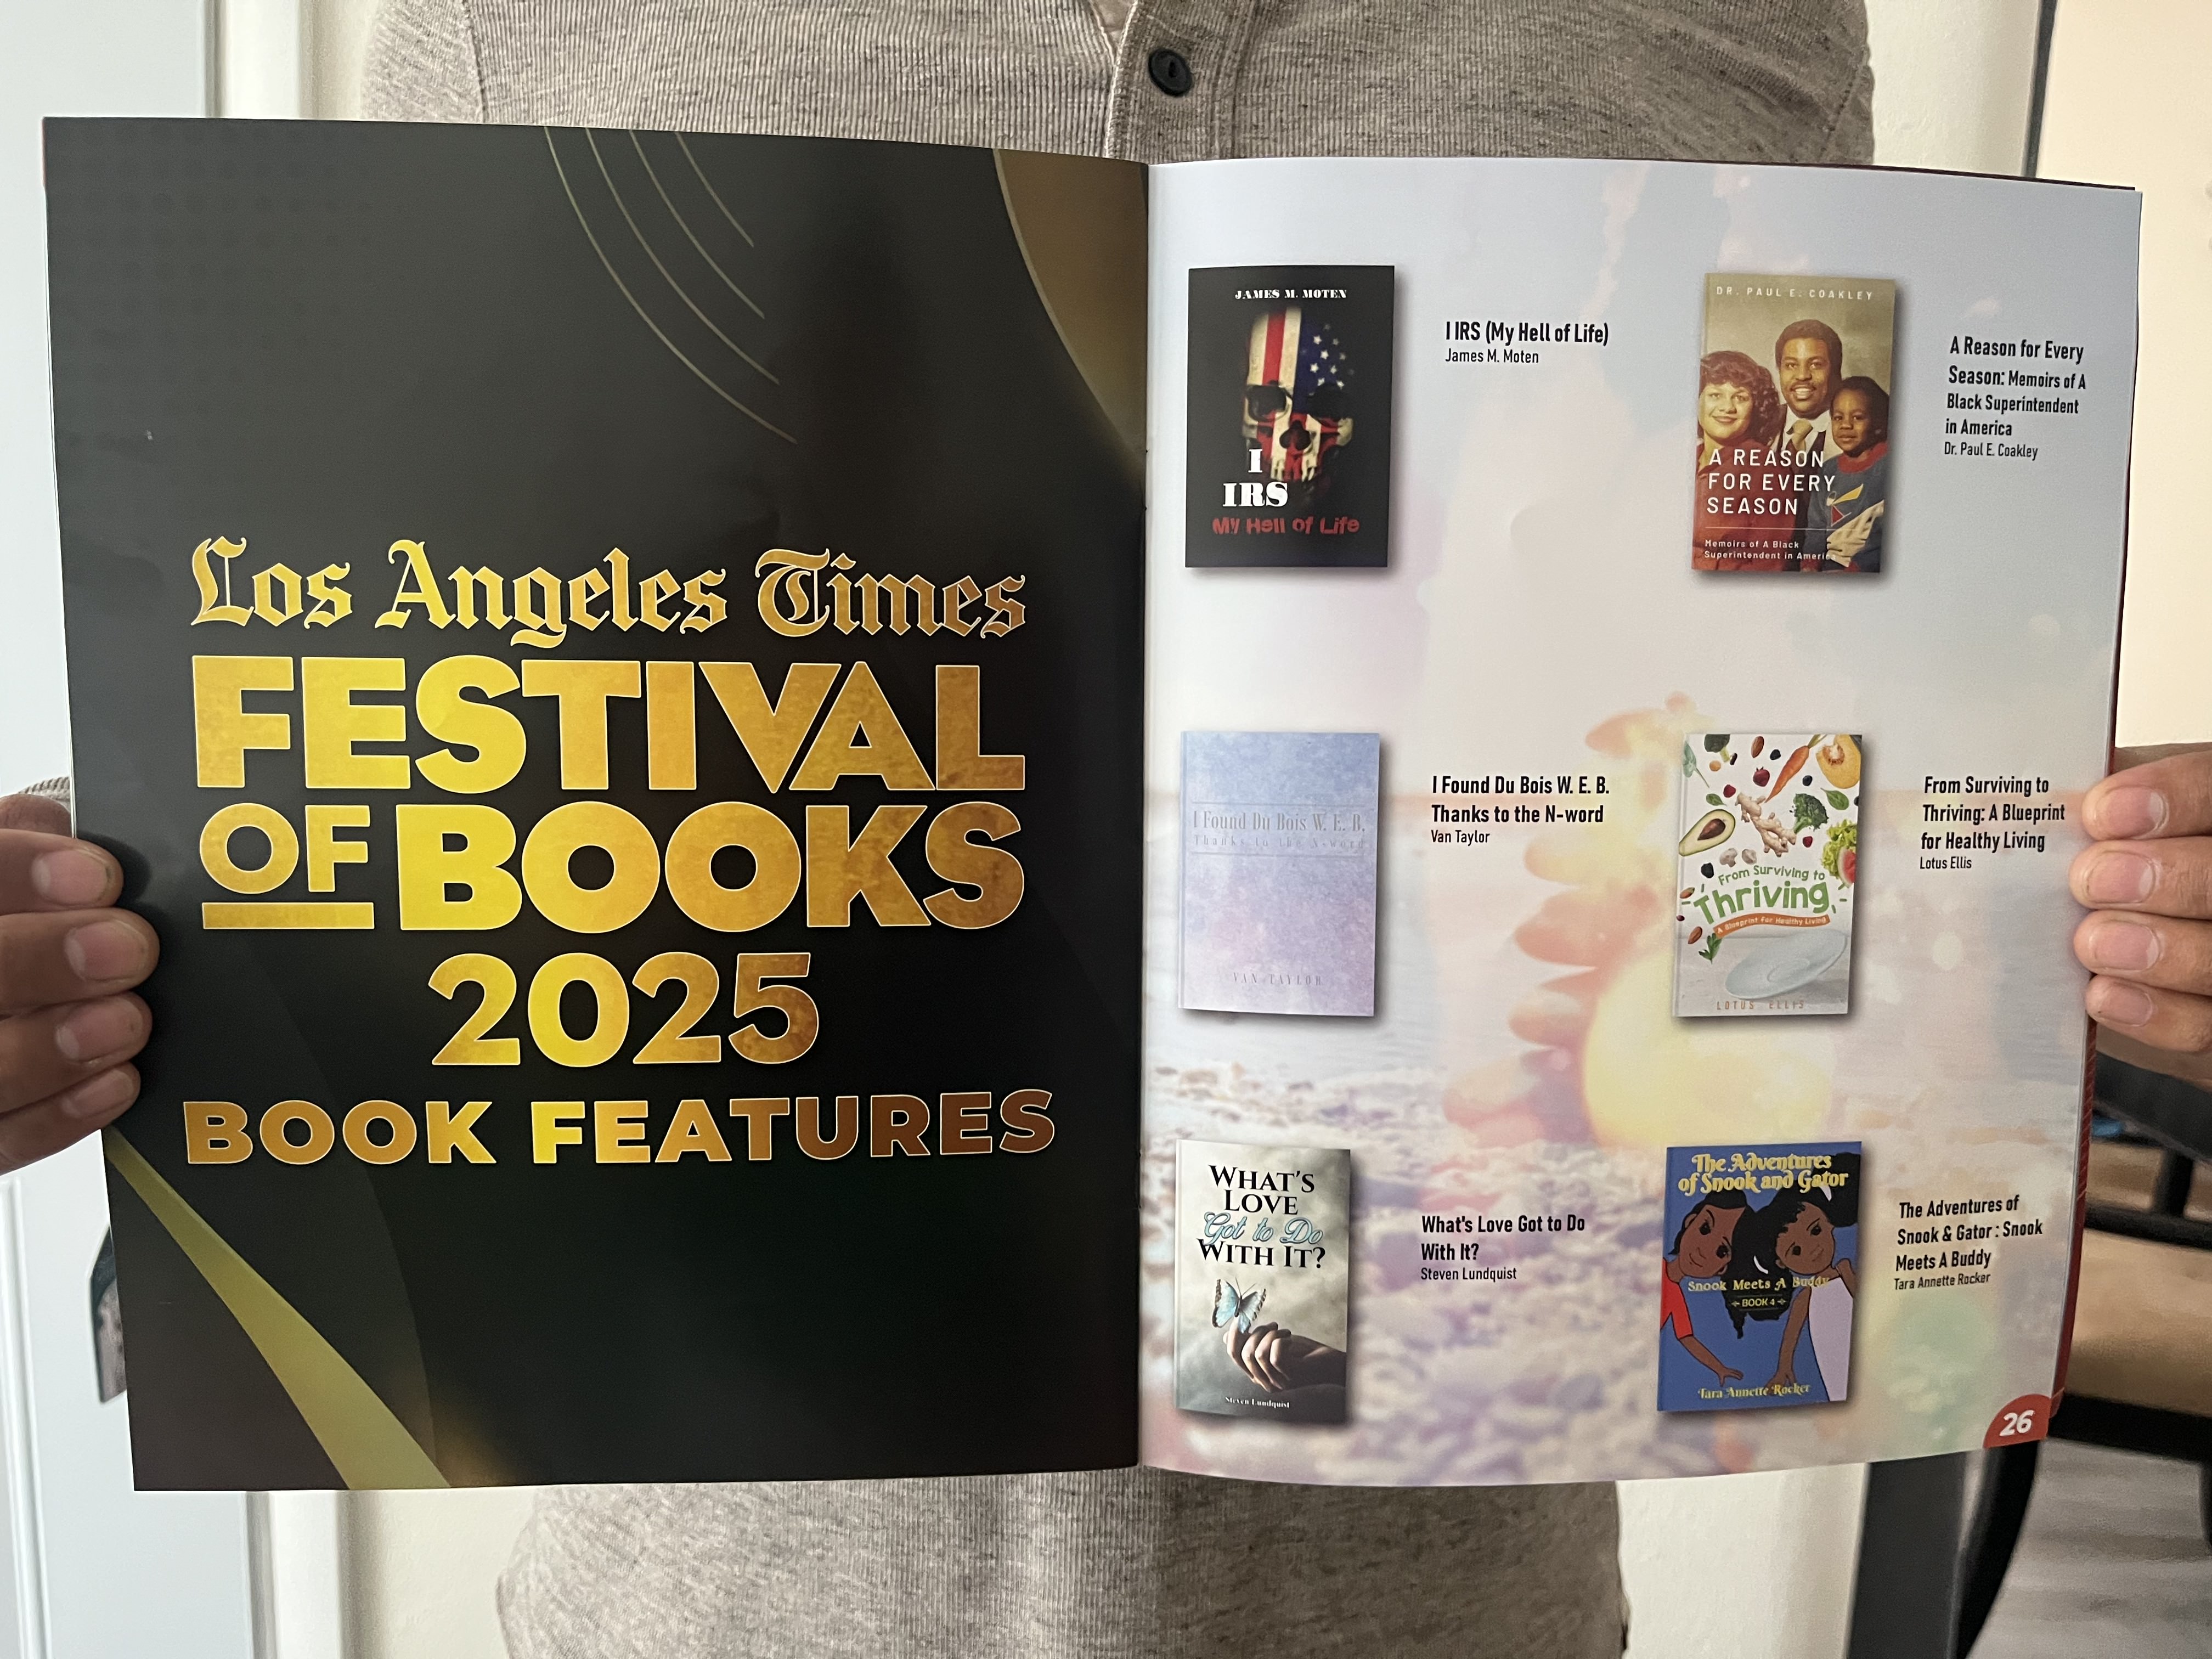 Los Angeles Times
FESTIVAL
OF BOOKS
2025
BOOK FEATURES
JAMES M. MOTEN
I
IRS
My Hell of Life
I IRS (My Hell of Life)
James M. Moten
DR. PAUL E. COAKLEY
A REASON
FOR EVERY
SEASON
Memoirs of A Black
Superintendent in America
A Reason for Every
Season: Memoirs of A
Black Superintendent
in America
Dr. Paul E. Coakley
I Found Du Bois W. E. B.
Thanks to the N-word
VAN TAYLOR
I Found Du Bois W. E. B.
Thanks to the N-word
Van Taylor
From Surviving to
Thriving
A Blueprint For Healthy Living
LOTUS ELLIS
From Surviving to
Thriving: A Blueprint
for Healthy Living
Lotus Ellis
WHAT'S
LOVE
Got to Do
WITH IT?
Steven Lundquist
What's Love Got to Do
With It?
Steven Lundquist
The Adventures
of Snook and Gator
Snook Meets A Buddy
BOOK 4
Tara Annette Rocker
The Adventures of
Snook & Gator : Snook
Meets A Buddy
Tara Annette Rocker
26